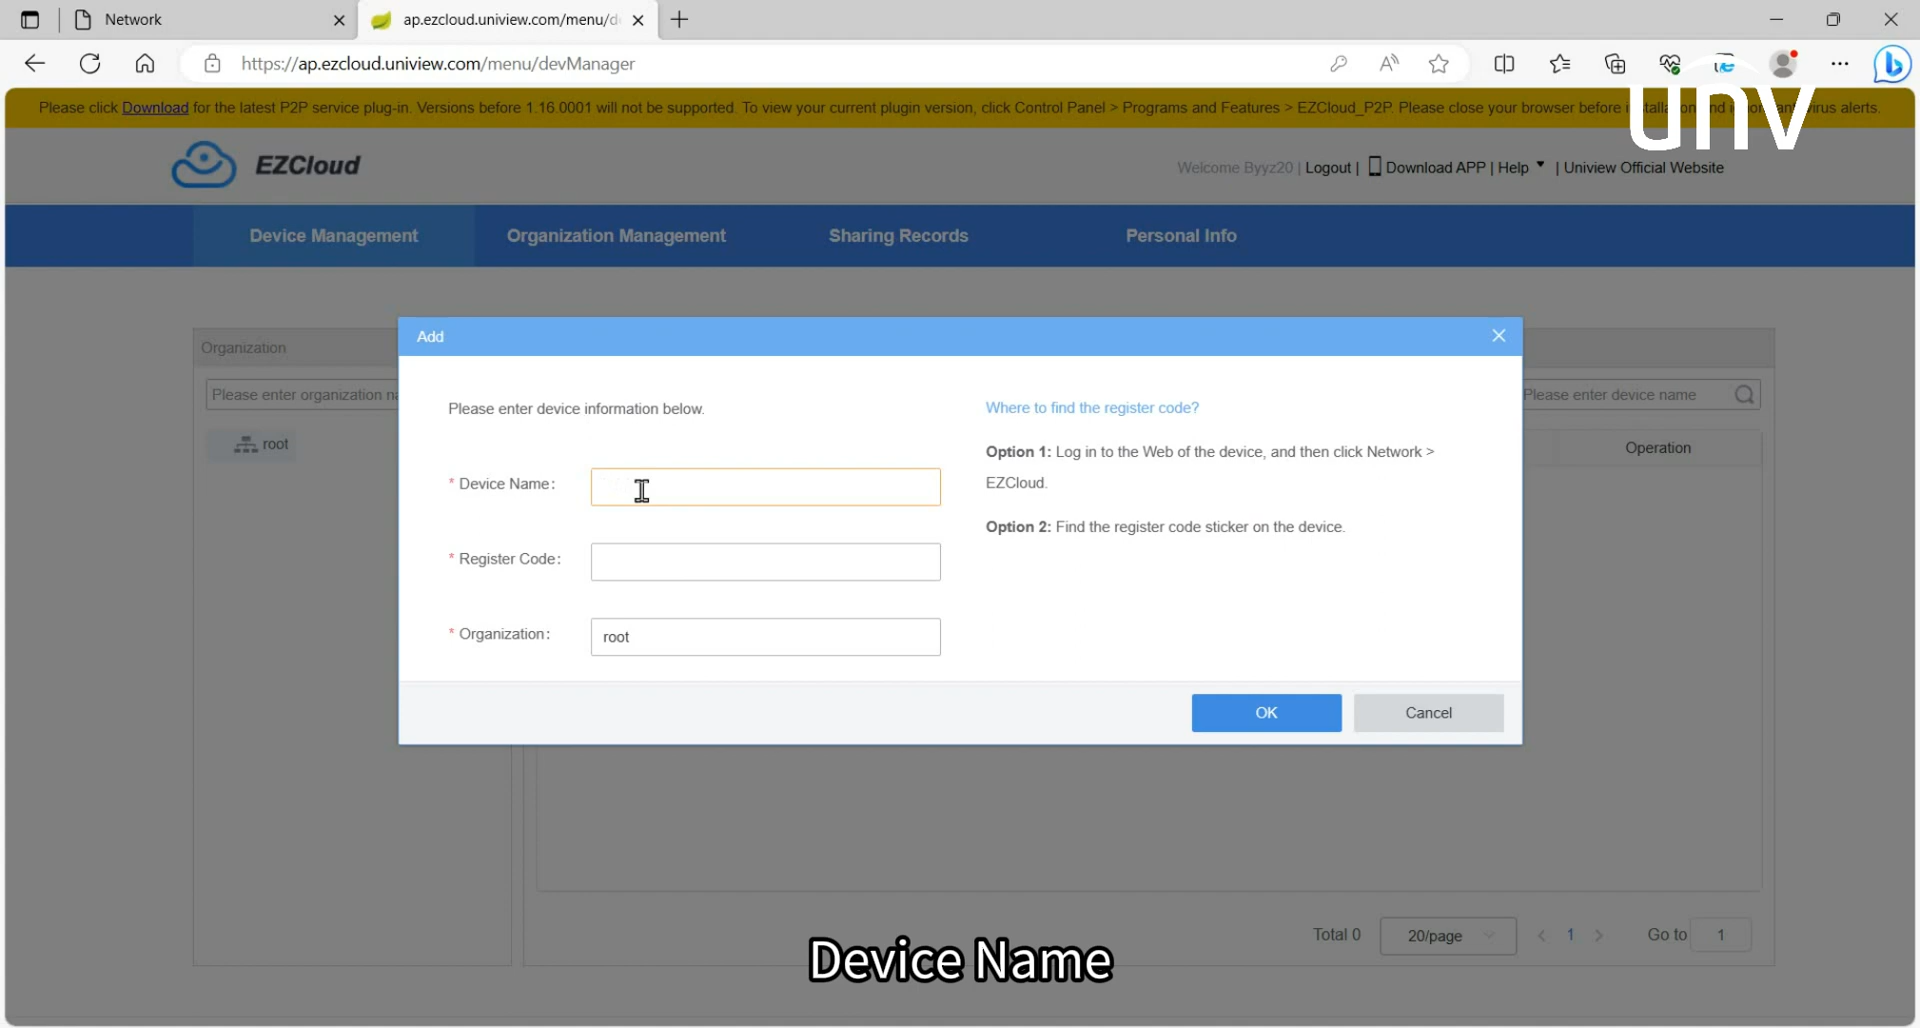 Network
ap.ezcloud.uniview.com/menu/d
https://ap.ezcloud.uniview.com/menu/devManager
Please click Download for the latest P2P service plug-in. Versions before 1.16.0001 will not be supported. To view your current plugin version, click Control Panel > Programs and Features > EZCloud_P2P. Please close your browser before
unv
EZCloud
Welcome Byyz20 | Logout | Download APP | Help | Uniview Official Website
Device Management
Organization Management
Sharing Records
Personal Info
Organization
Please enter organization
Please enter device name
root
Operation
Add
Please enter device information below.
Where to find the register code?
Option 1: Log in to the Web of the device, and then click Network >
EZCloud.
Option 2: Find the register code sticker on the device.
* Device Name:
* Register Code:
* Organization: root
OK
Cancel
Total 0
20/page
1
Go to 1
Device Name